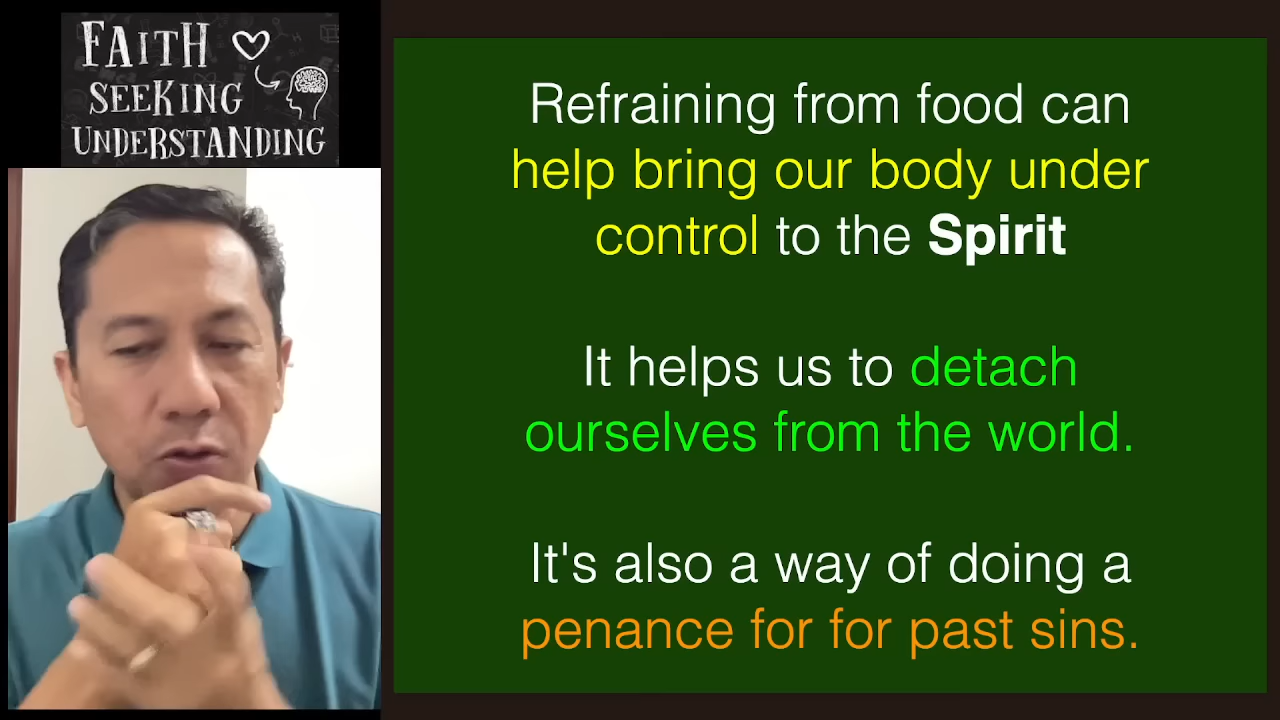 FAITH
SEEKING
UNDERSTANDING
Refraining from food can
help bring our body under
control to the Spirit
It helps us to detach
ourselves from the world.
It's also a way of doing a
penance for for past sins.